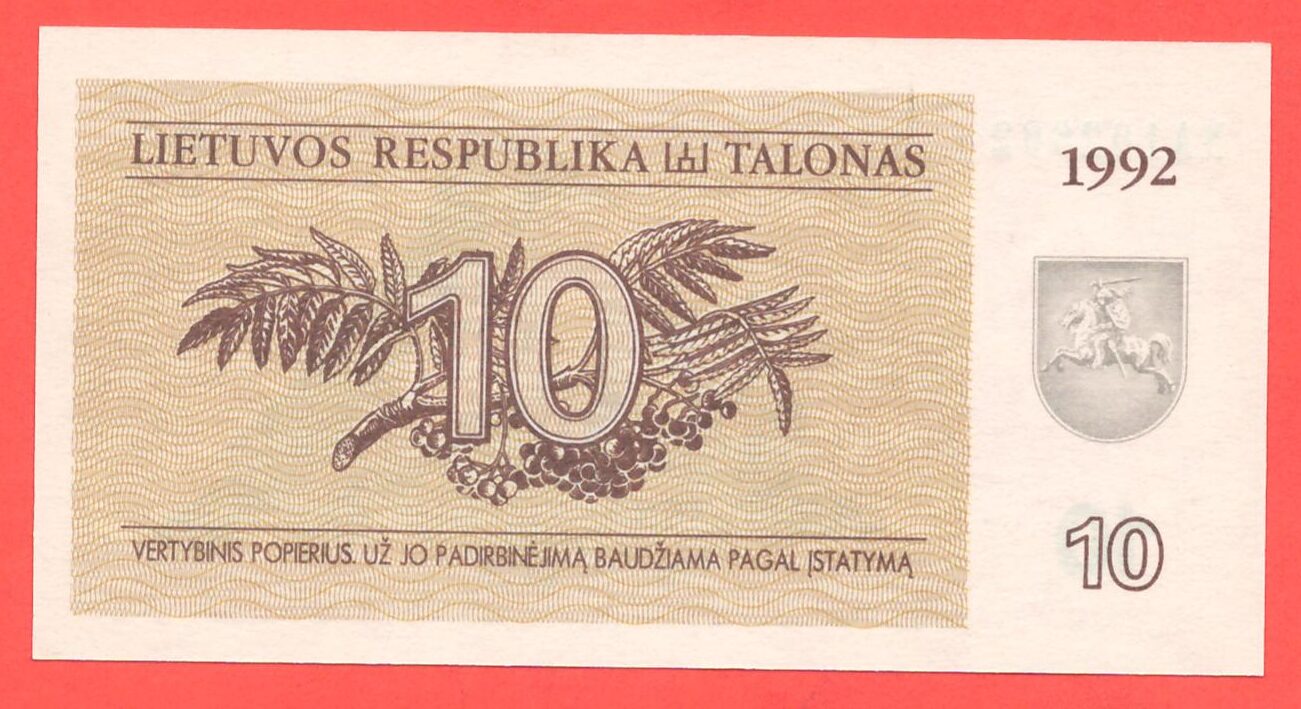 LIETUVOS RESPUBLIKA TALONAS
1992
10
VERTYBINIS POPIERIUS. UŽ JO PADIRBINĖJIMĄ BAUDŽIAMA PAGAL ĮSTATYMĄ
10